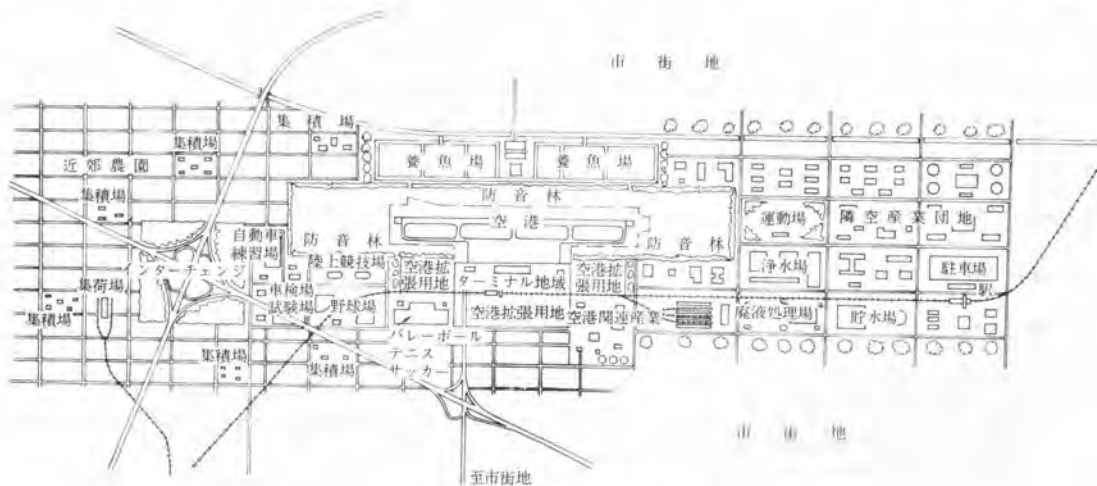 市街地
集積場
集積場
近郊農園
集積場
養魚場
養魚場
防音林
空港
運動場
隣空産業団地
自動車
練習場
防音林
防音林
陸上競技場
空港拡
張用地
ターミナル地域
空港拡
張用地
浄水場
駐車場
インターチェンジ
集荷場
車検場
試験場
野球場
空港拡張用地
空港関連産業
廃液処理場
貯水場
駅
集積場
集積場
集積場
バレーボール
テニス
サッカー
市街地
至市街地